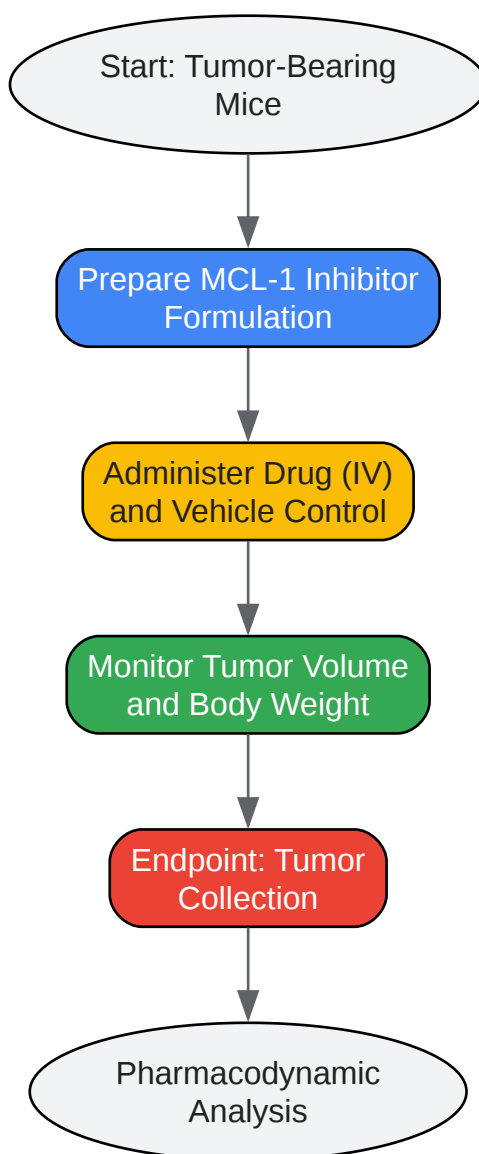 Start: Tumor-Bearing
Mice
Prepare MCL-1 Inhibitor
Formulation
Administer Drug (IV)
and Vehicle Control
Monitor Tumor Volume
and Body Weight
Endpoint: Tumor
Collection
Pharmacodynamic
Analysis